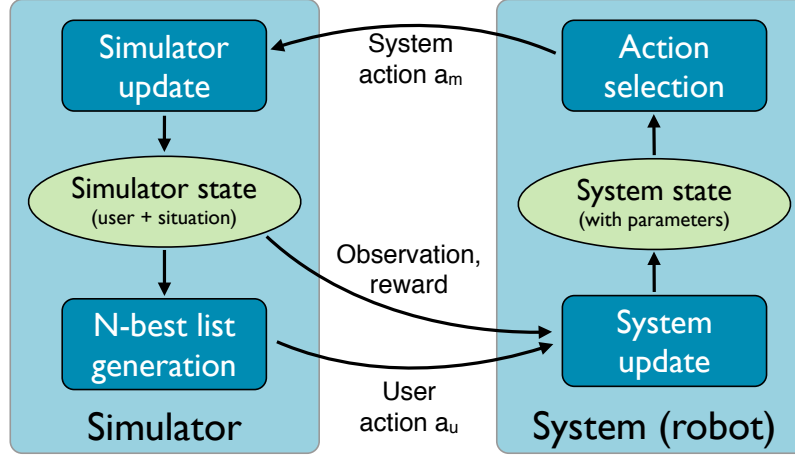 Simulator
update
Simulator state
(user + situation)
N-best list
generation
Simulator
System
action aₘ
Observation,
reward
User
action aᵤ
Action
selection
System state
(with parameters)
System
update
System (robot)